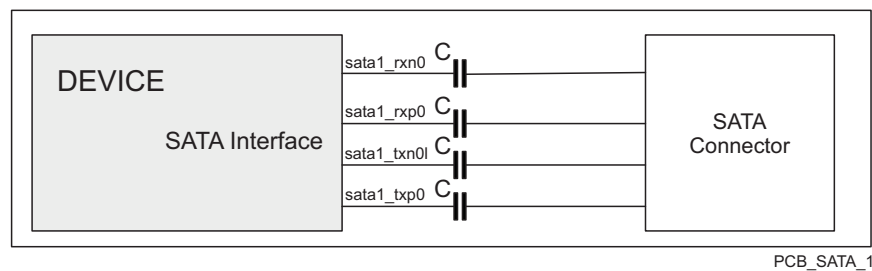 DEVICE
SATA Interface
sata1_rxn0
C
sata1_rxp0
C
sata1_txn0l
C
sata1_txp0
C
SATA
Connector
PCB_SATA_1